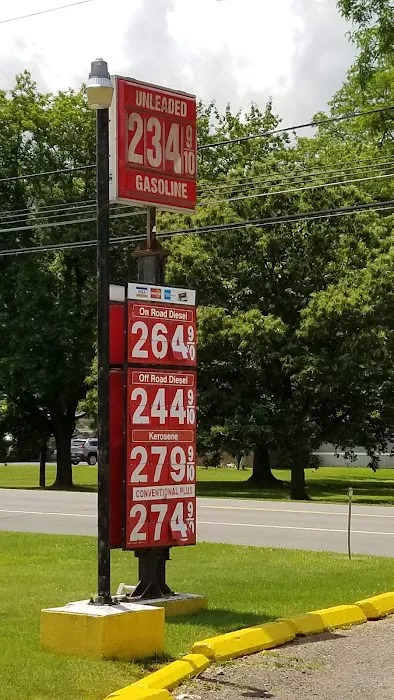 UNLEADED
234 9/10
GASOLINE
On Road Diesel
264 9/10
Off Road Diesel
244 9/10
Kerosene
279 9/10
CONVENTIONAL PLUS
274 9/10